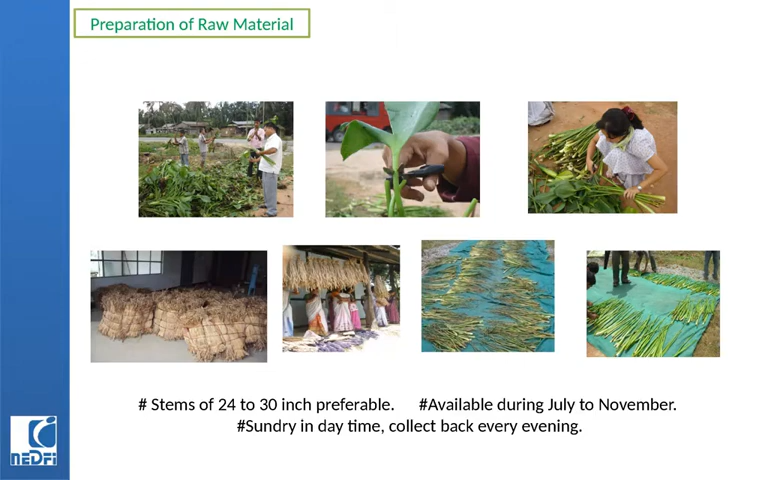 Preparation of Raw Material
# Stems of 24 to 30 inch preferable. #Available during July to November.
#Sundry in day time, collect back every evening.
neDFi